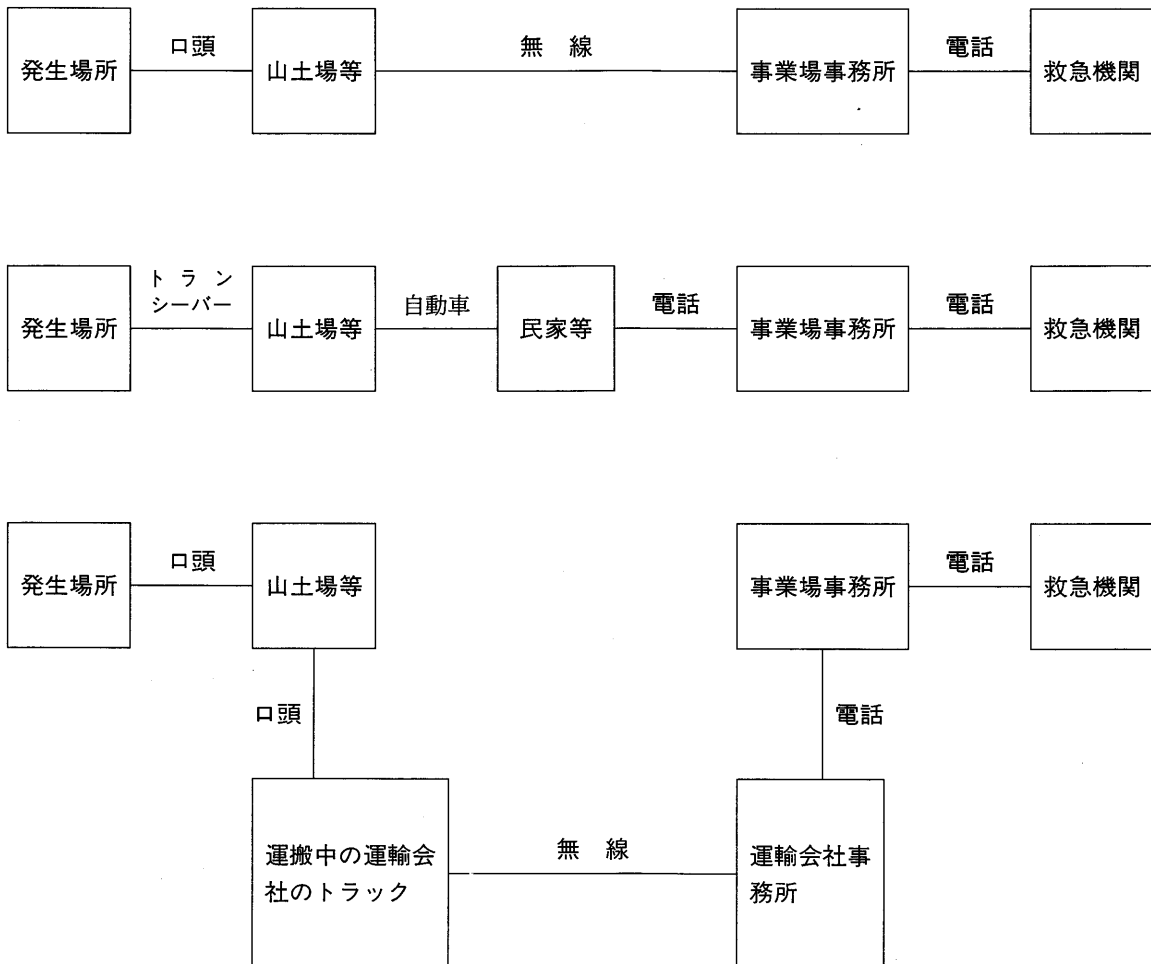 口頭
無線
電話
発生場所
山土場等
事業場事務所
救急機関
トラン
シーバー
自動車
電話
電話
発生場所
山土場等
民家等
事業場事務所
救急機関
口頭
電話
発生場所
山土場等
事業場事務所
救急機関
口頭
電話
運搬中の運輸会
社のトラック
無線
運輸会社事
務所